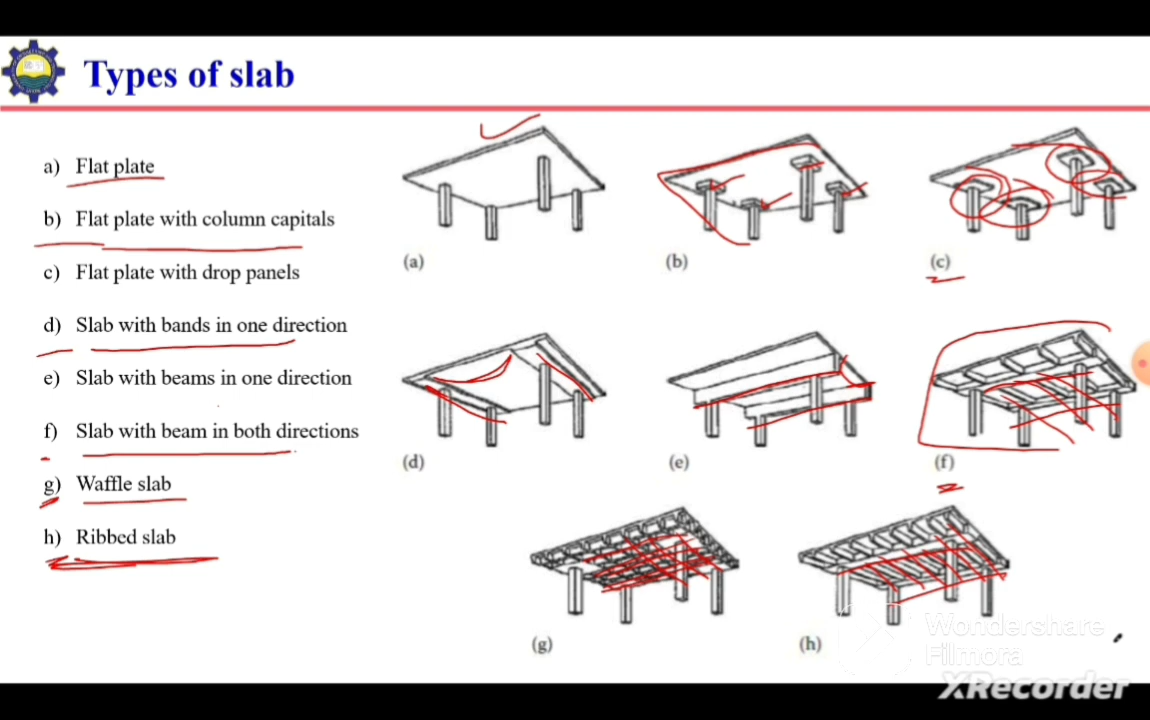 Types of slab
a) Flat plate
b) Flat plate with column capitals
c) Flat plate with drop panels
d) Slab with bands in one direction
e) Slab with beams in one direction
f) Slab with beam in both directions
g) Waffle slab
h) Ribbed slab
(a)
(b)
(c)
(d)
(e)
(f)
(g)
(h)
Wondershare
Filmora
XRecorder